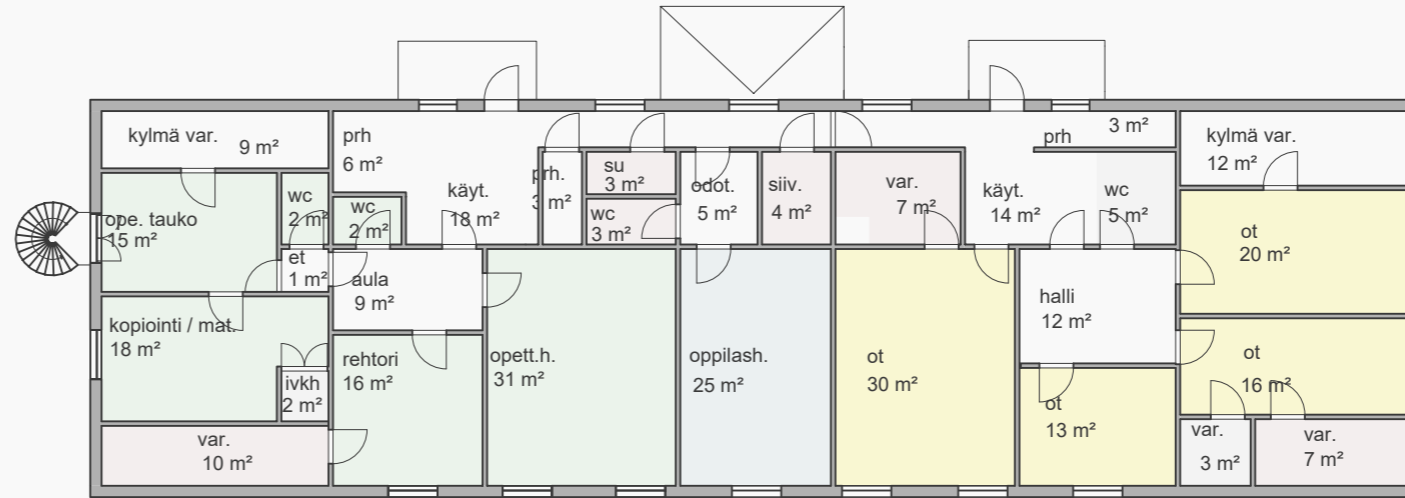 kylmä var.
9 m²
prh
6 m²
prh
3 m²
kylmä var.
12 m²
ope. tauko
15 m²
wc
2 m²
wc
2 m²
käyt.
18 m²
prh.
3 m²
su
3 m²
wc
3 m²
odot.
5 m²
siiv.
4 m²
var.
7 m²
käyt.
14 m²
wc
5 m²
ot
20 m²
et
1 m²
aula
9 m²
halli
12 m²
kopiointi / mat.
18 m²
ivkh
2 m²
rehtori
16 m²
opett.h.
31 m²
oppilash.
25 m²
ot
30 m²
ot
13 m²
ot
16 m²
var.
10 m²
var.
3 m²
var.
7 m²